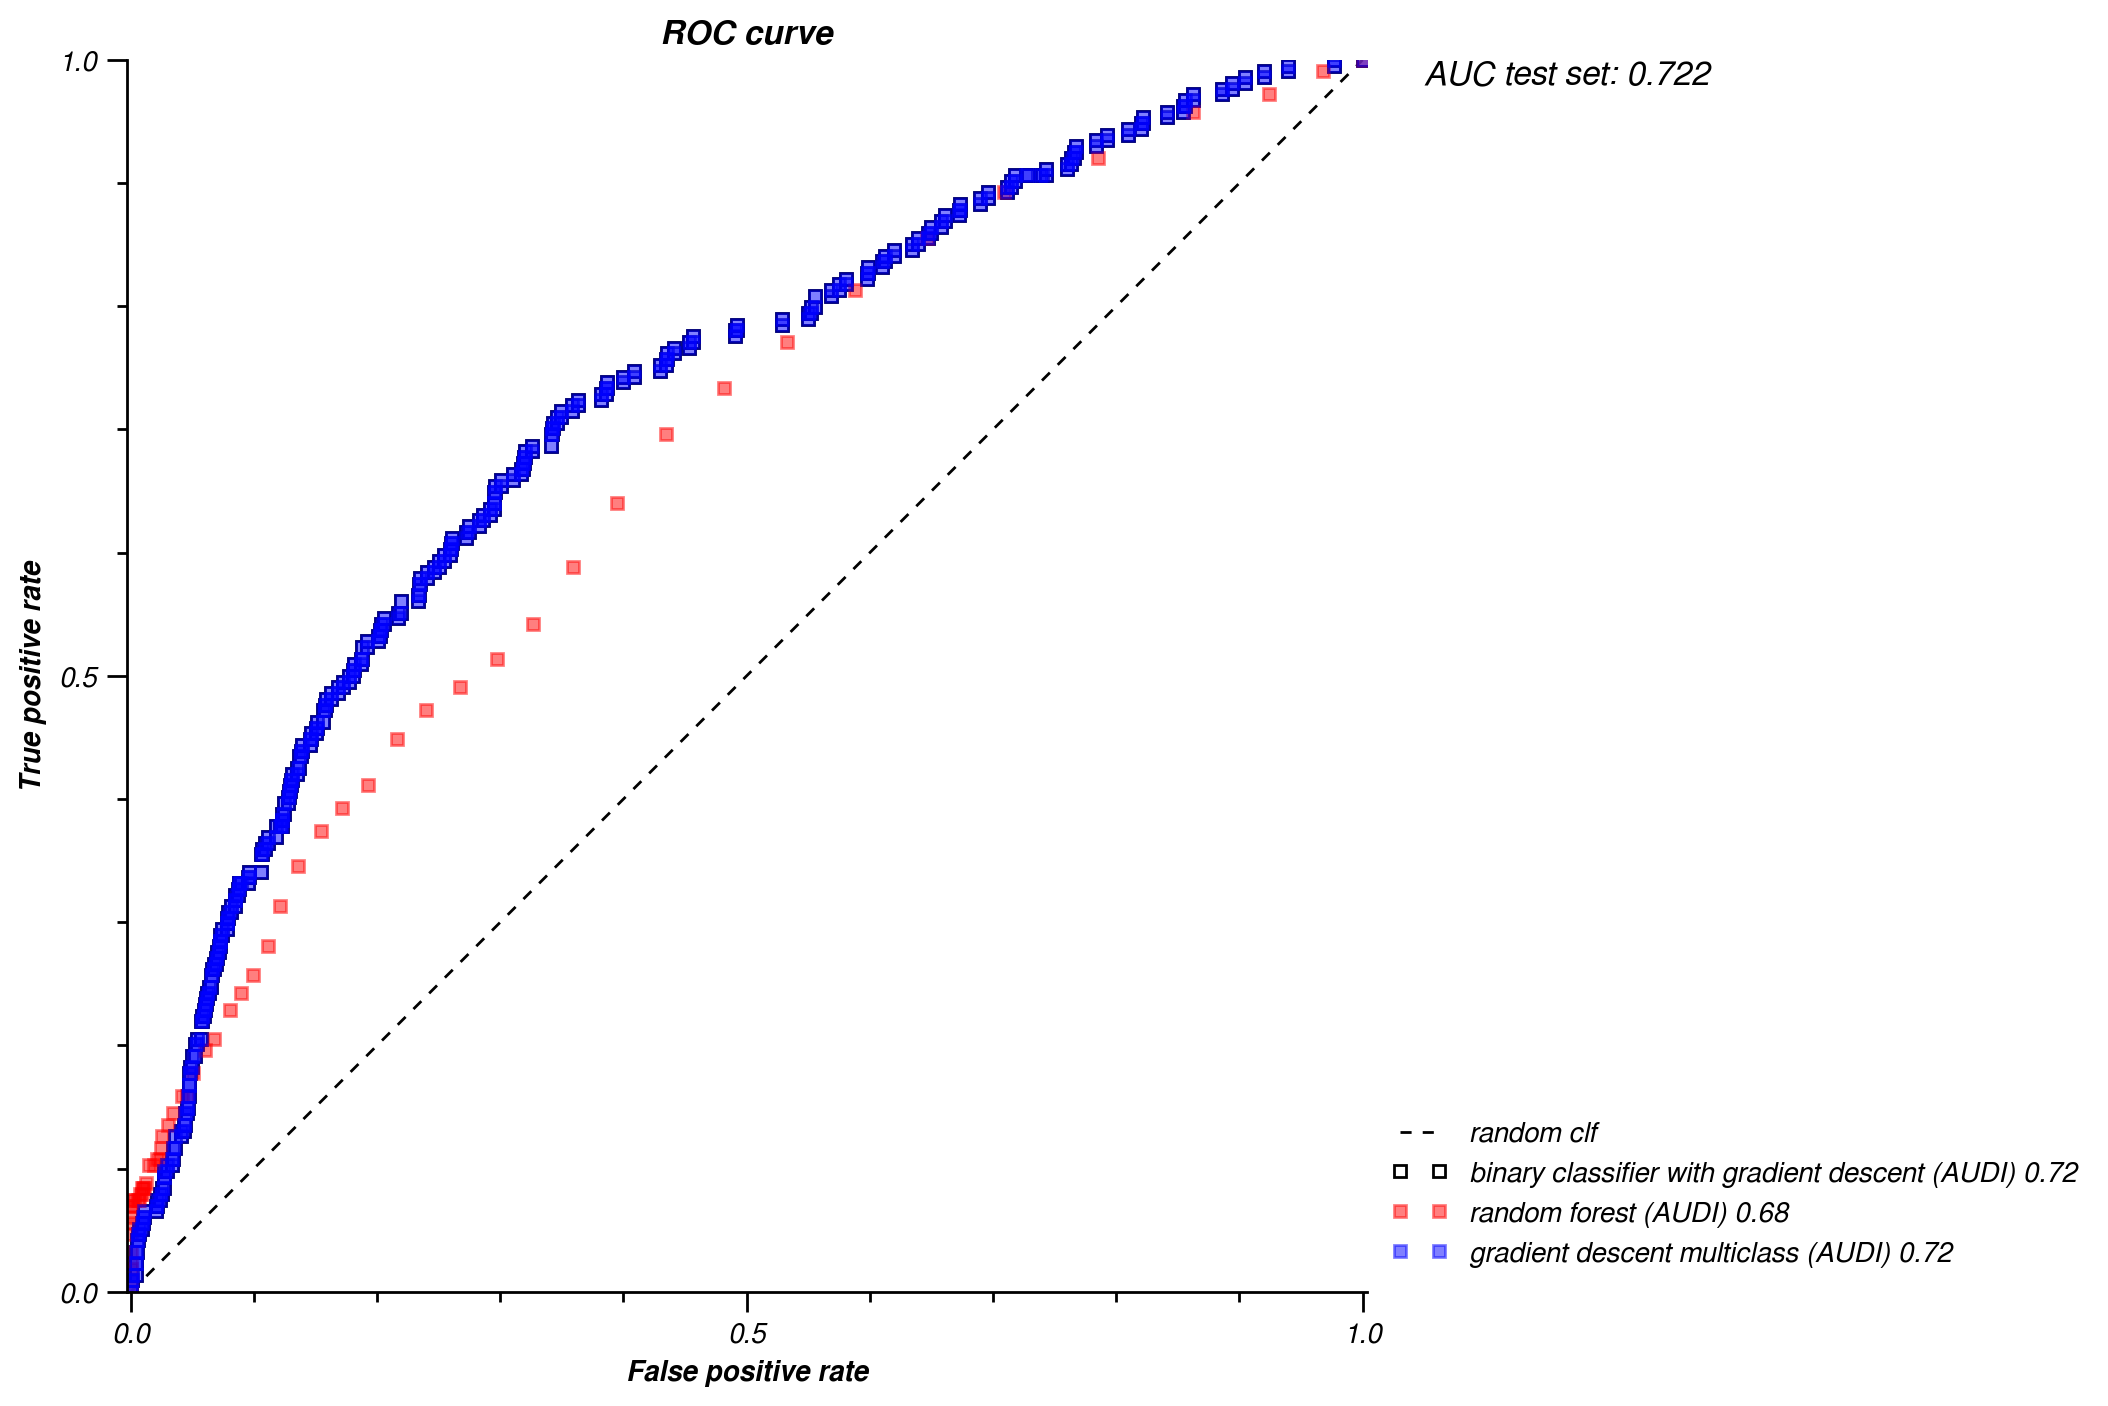 ROC curve
AUC test set: 0.722
1.0
0.5
0.0
True positive rate
0.0
0.5
1.0
False positive rate
random clf
binary classifier with gradient descent (AUDI) 0.72
random forest (AUDI) 0.68
gradient descent multiclass (AUDI) 0.72